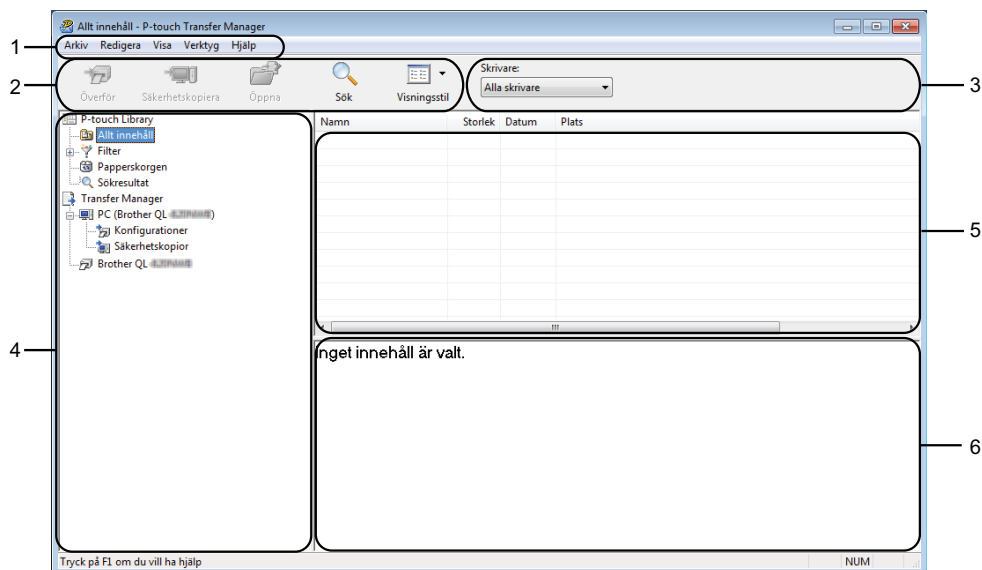 Allt innehåll - P-touch Transfer Manager
1
Arkiv Redigera Visa Verktyg Hjälp
2
Överför Säkerhetskopiera Öppna Sök Visningsstil
Skrivare:
Alla skrivare
3
P-touch Library
Allt innehåll
Filter
Papperskorgen
Sökresultat
Transfer Manager
PC (Brother QL- )
Konfigurationer
Säkerhetskopior
Brother QL-
4
Namn Storlek Datum Plats
5
Inget innehåll är valt.
6
Tryck på F1 om du vill ha hjälp
NUM